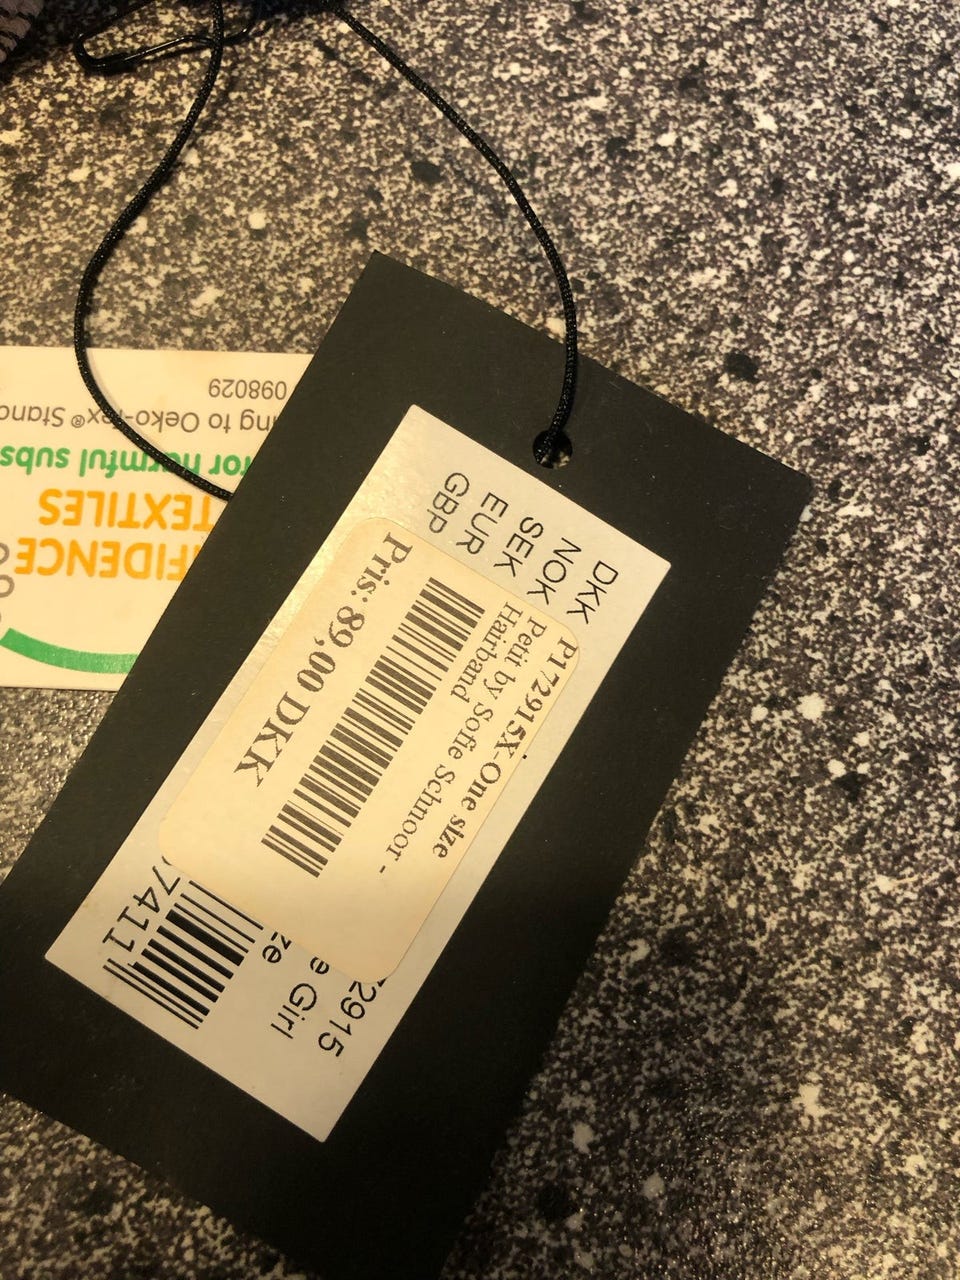 DKK
NOK
SEK
EUR
GBP
P172915X-One size
Petit by Sofie Schnoor -
Hairband
Pris: 89,00 DKK
2915
e Girl
ze
7411
FIDENCE
TEXTILES
for harmful subs
ing to Oeko-Tex® Stand
098029